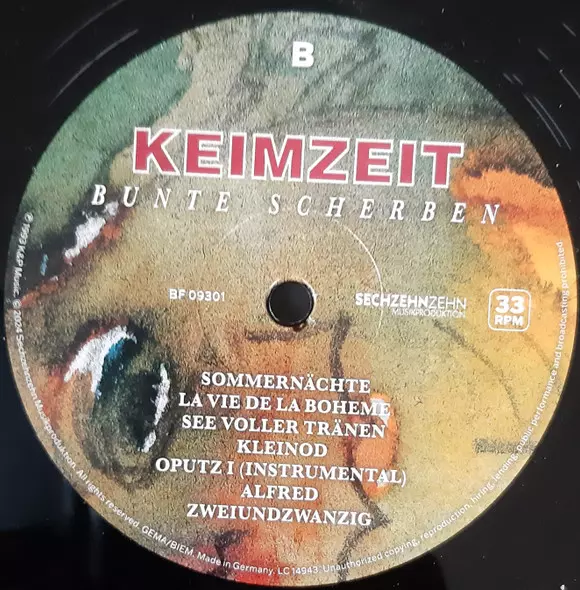 B
KEIMZEIT
BUNTE SCHERBEN
BF 09301
SECHZEHNZEHN
MUSIKPRODUKTION
33
RPM
SOMMERNÄCHTE
LA VIE DE LA BOHEME
SEE VOLLER TRÄNEN
KLEINOD
OPUTZ I (INSTRUMENTAL)
ALFRED
ZWEIUNDZWANZIG
℗ 1993 K&P Music. © 2024 Sechzehnzehn Musikproduktion. All rights reserved. GEMA/BIEM. Made in Germany. LC 14943. Unauthorized copying, reproduction, hiring, lending, public performance and broadcasting prohibited